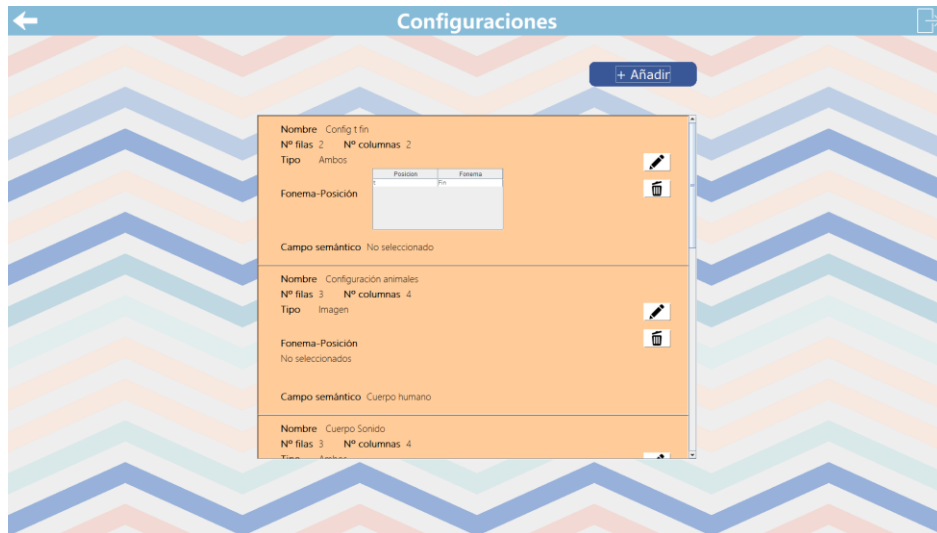 Configuraciones
+ Añadir
Nombre Config t fin
Nº filas 2 Nº columnas 2
Tipo Ambos
Posicion Fonema
t Fin
Fonema-Posición
Campo semántico No seleccionado
Nombre Configuración animales
Nº filas 3 Nº columnas 4
Tipo Imagen
Fonema-Posición
No seleccionados
Campo semántico Cuerpo humano
Nombre Cuerpo Sonido
Nº filas 3 Nº columnas 4
Tipo Ambos